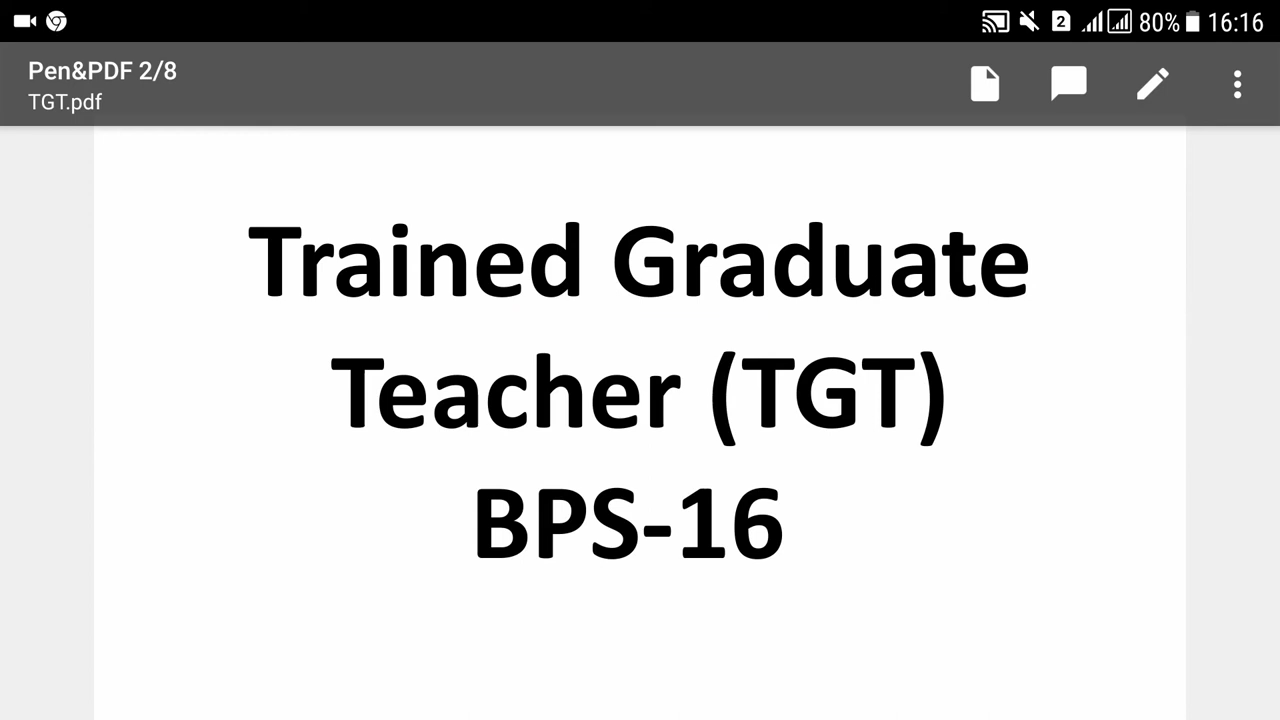 2 80% 16:16
Pen&PDF 2/8
TGT.pdf
Trained Graduate
Teacher (TGT)
BPS-16